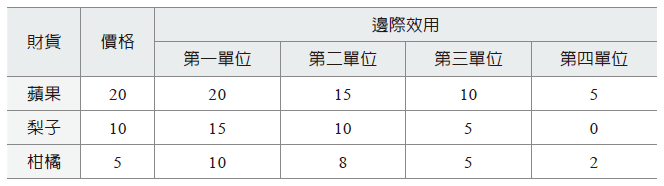 財貨 價格 邊際效用
第一單位 第二單位 第三單位 第四單位
蘋果 20 20 15 10 5
梨子 10 15 10 5 0
柑橘 5 10 8 5 2